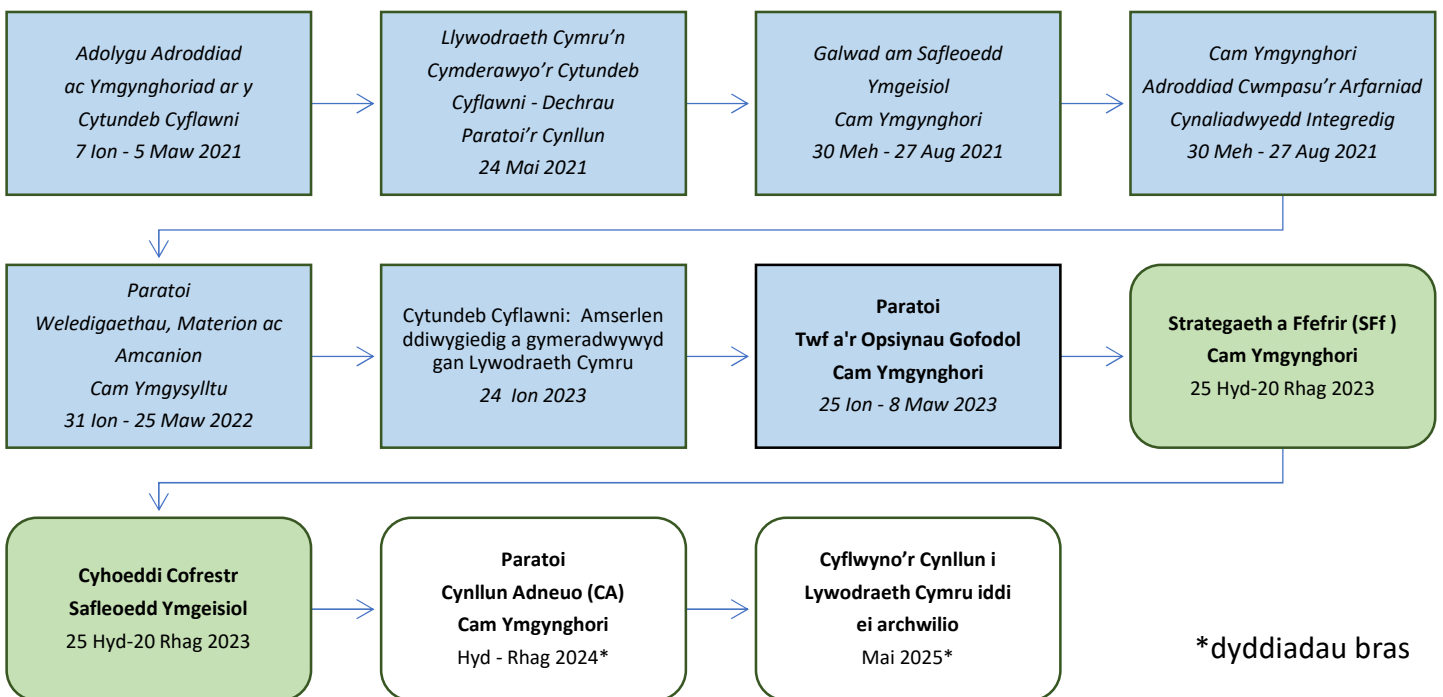 Adolygu Adroddiad
ac Ymgynghoriad ar y
Cytundeb Cyflawni
7 Ion - 5 Maw 2021
Llywodraeth Cymru'n
Cymderawyo'r Cytundeb
Cyflawni - Dechrau
Paratoi'r Cynllun
24 Mai 2021
Galwad am Safleoedd
Ymgeisiol
Cam Ymgynghori
30 Meh - 27 Aug 2021
Cam Ymgynghori
Adroddiad Cwmpasu'r Arfarniad
Cynaliadwyedd Integredig
30 Meh - 27 Aug 2021
Paratoi
Weledigaethau, Materion ac
Amcanion
Cam Ymgysylltu
31 Ion - 25 Maw 2022
Cytundeb Cyflawni: Amserlen
ddiwygiedig a gymeradwywyd
gan Lywodraeth Cymru
24 Ion 2023
Paratoi
Twf a'r Opsiynau Gofodol
Cam Ymgynghori
25 Ion - 8 Maw 2023
Strategaeth a Ffefrir (SFf )
Cam Ymgynghori
25 Hyd-20 Rhag 2023
Cyhoeddi Cofrestr
Safleoedd Ymgeisiol
25 Hyd-20 Rhag 2023
Paratoi
Cynllun Adneuo (CA)
Cam Ymgynghori
Hyd - Rhag 2024*
Cyflwyno'r Cynllun i
Lywodraeth Cymru iddi
ei archwilio
Mai 2025*
*dyddiadau bras